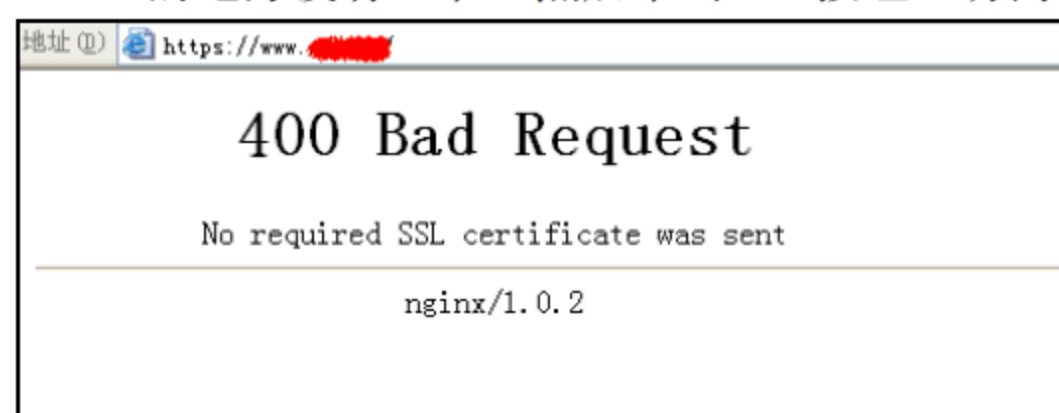 地址(D) https://www.
400 Bad Request
No required SSL certificate was sent
nginx/1.0.2